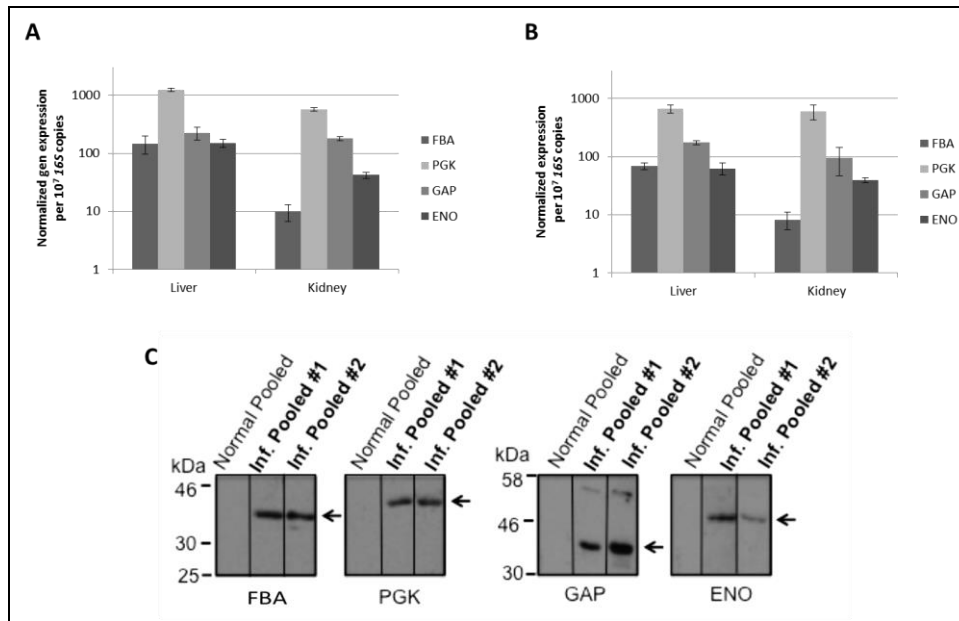 A
Normalized gen expression
per 10⁷ 16S copies
1000
100
10
1
Liver
Kidney
FBA
PGK
GAP
ENO
B
Normalized expression
per 10⁷ 16S copies
1000
100
10
1
Liver
Kidney
FBA
PGK
GAP
ENO
C
Normal Pooled
Inf. Pooled #1
Inf. Pooled #2
kDa
46
30
25
FBA
Normal Pooled
Inf. Pooled #1
Inf. Pooled #2
PGK
Normal Pooled
Inf. Pooled #1
Inf. Pooled #2
kDa
58
46
30
GAP
Normal Pooled
Inf. Pooled #1
Inf. Pooled #2
ENO